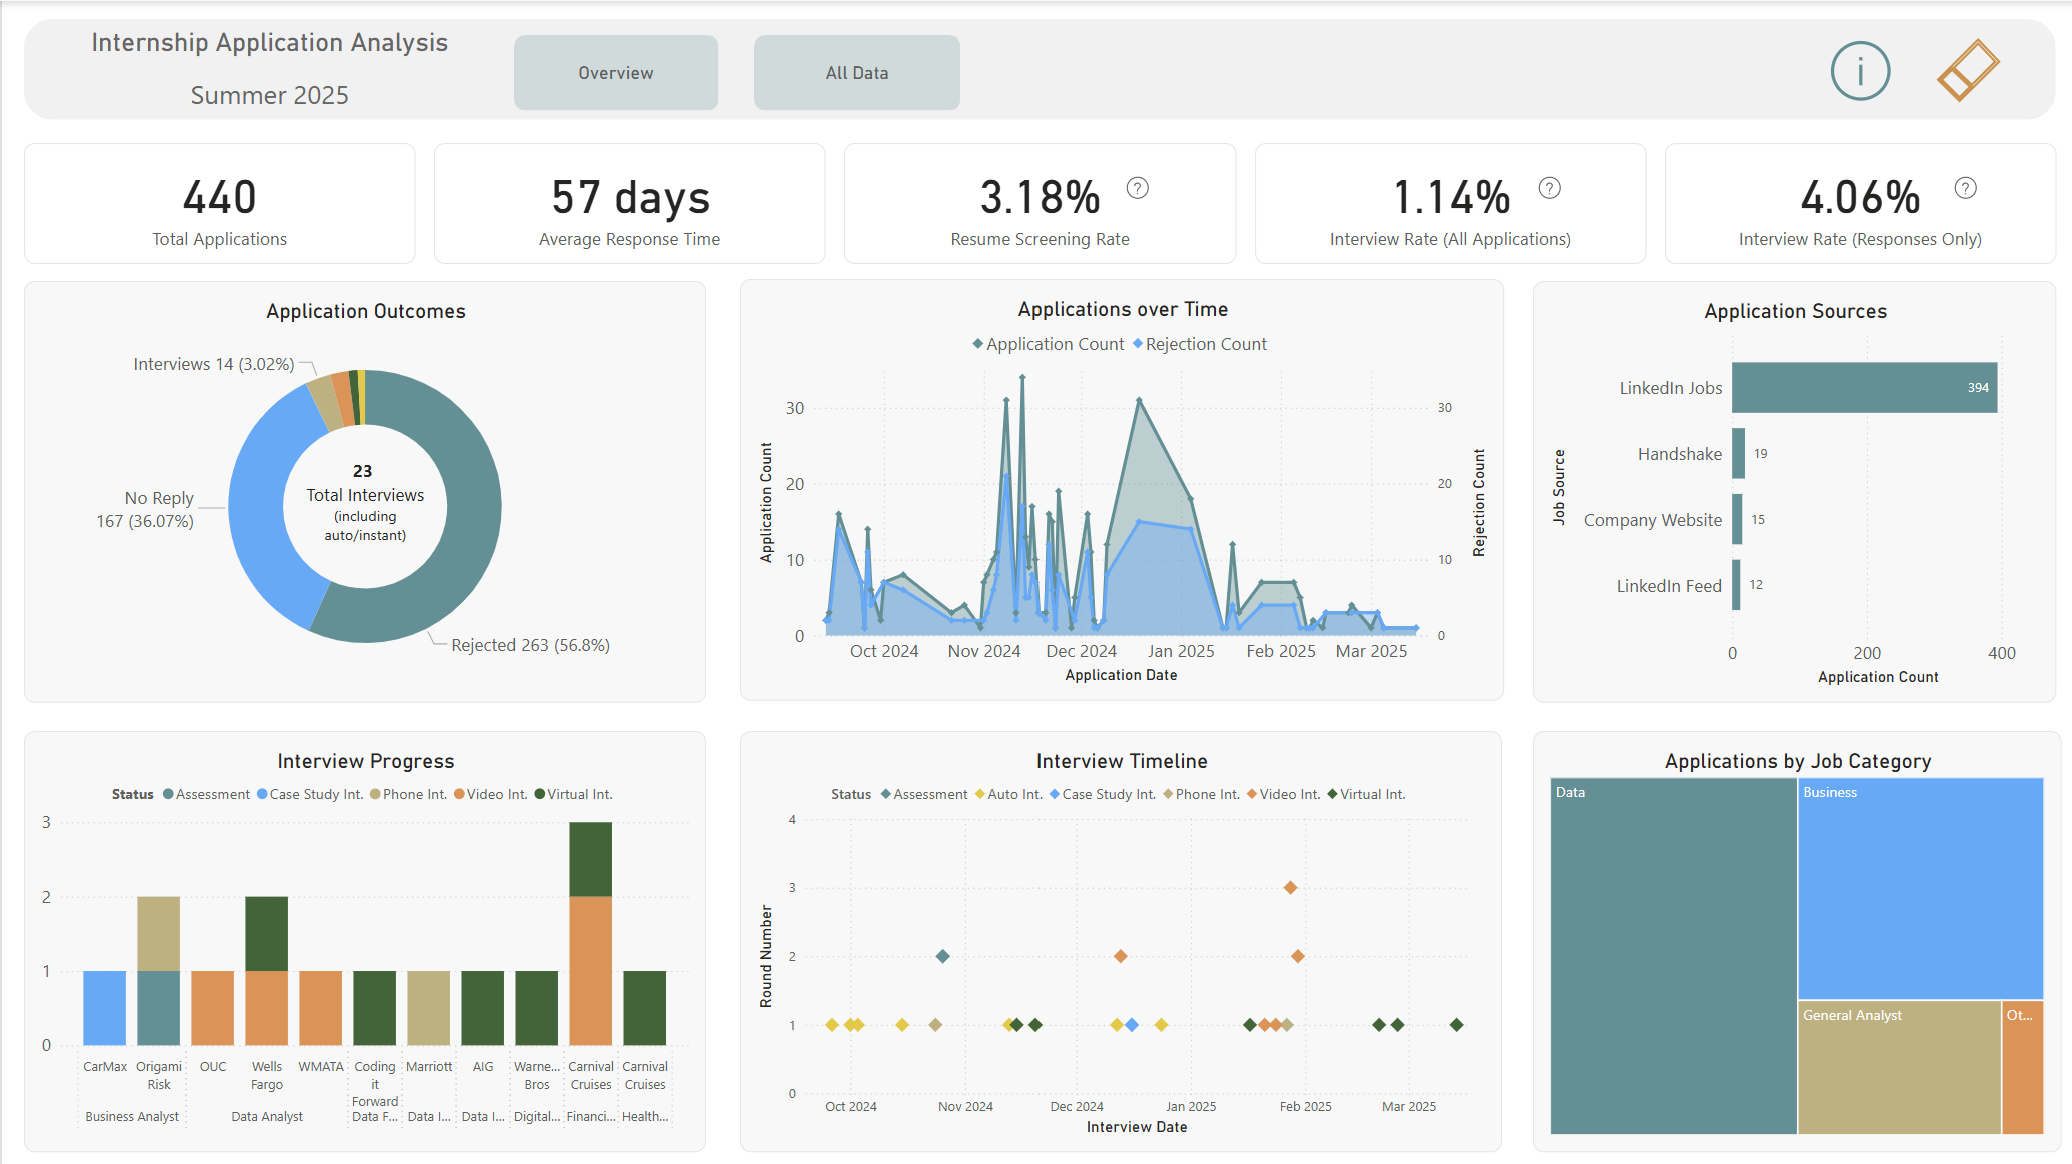 Internship Application Analysis
Summer 2025
Overview
All Data
i
440
Total Applications
57 days
Average Response Time
3.18%
?
Resume Screening Rate
1.14%
?
Interview Rate (All Applications)
4.06%
?
Interview Rate (Responses Only)
Application Outcomes
Interviews 14 (3.02%)
No Reply
167 (36.07%)
23
Total Interviews
(including
auto/instant)
Rejected 263 (56.8%)
Applications over Time
Application Count Rejection Count
Application Count
30
20
10
0
30
20
10
0
Rejection Count
Oct 2024 Nov 2024 Dec 2024 Jan 2025 Feb 2025 Mar 2025
Application Date
Application Sources
Job Source
LinkedIn Jobs 394
Handshake 19
Company Website 15
LinkedIn Feed 12
0 200 400
Application Count
Interview Progress
Status Assessment Case Study Int. Phone Int. Video Int. Virtual Int.
3
2
1
0
CarMax Origami OUC Wells WMATA Coding Marriott AIG Warne... Carnival Carnival
Risk Fargo it Bros Cruises Cruises
Forward
Business Analyst Data Analyst Data F... Data I... Data I... Digital... Financi... Health...
Interview Timeline
Status Assessment Auto Int. Case Study Int. Phone Int. Video Int. Virtual Int.
Round Number
4
3
2
1
0
Oct 2024 Nov 2024 Dec 2024 Jan 2025 Feb 2025 Mar 2025
Interview Date
Applications by Job Category
Data
Business
General Analyst
Ot...